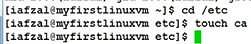 [iafzal@myfirstlinuxvm ~]$ cd /etc
[iafzal@myfirstlinuxvm etc]$ touch ca
[iafzal@myfirstlinuxvm etc]$